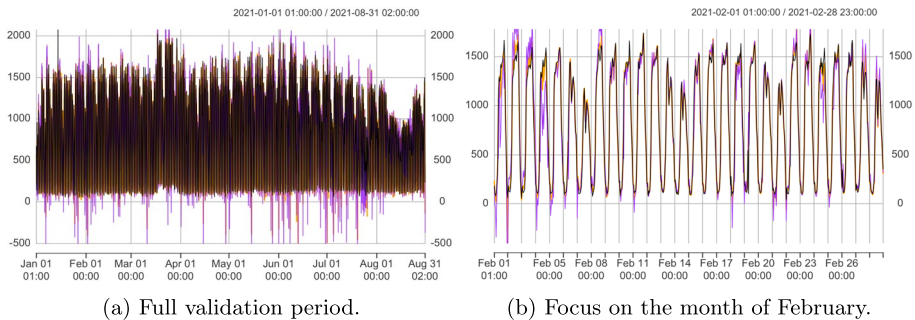 2021-01-01 01:00:00 / 2021-08-31 02:00:00
2000
2000
1500
1500
1000
1000
500
500
0
0
-500
-500
Jan 01 Feb 01 Mar 01 Apr 01 May 01 Jun 01 Jul 01 Aug 01 Aug 31
01:00 00:00 00:00 00:00 00:00 00:00 00:00 00:00 02:00
(a) Full validation period.
2021-02-01 01:00:00 / 2021-02-28 23:00:00
1500
1500
1000
1000
500
500
0
0
Feb 01 Feb 05 Feb 08 Feb 11 Feb 14 Feb 17 Feb 20 Feb 23 Feb 26
01:00 00:00 00:00 00:00 00:00 00:00 00:00 00:00 00:00
(b) Focus on the month of February.